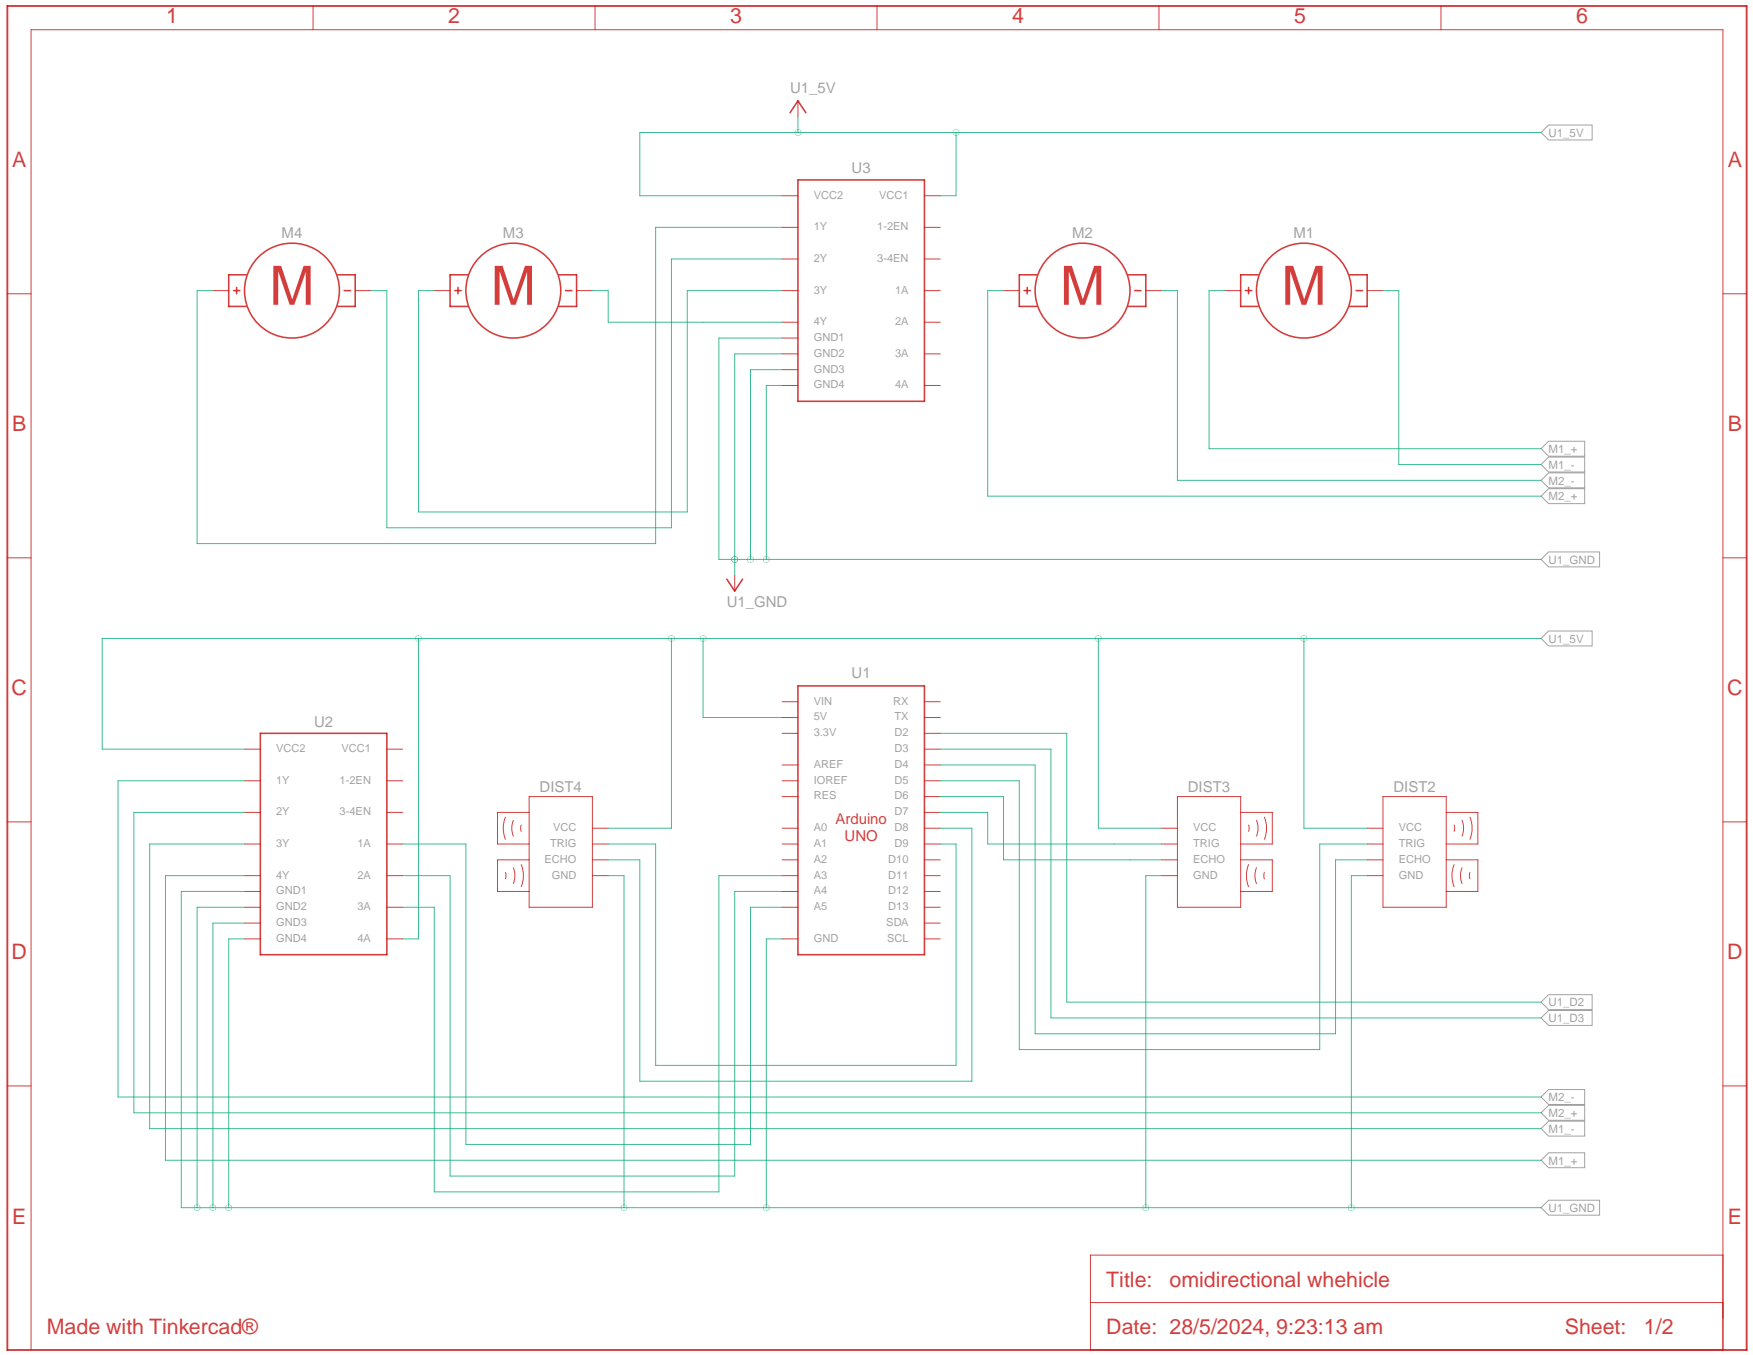 1 2 3 4 5 6
A A
B B
C C
D D
E E
U1_5V
U1_5V
U3
VCC2 VCC1
1Y 1-2EN
2Y 3-4EN
3Y 1A
4Y 2A
GND1
GND2 3A
GND3
GND4 4A
M4
+ M -
M3
+ M -
M2
+ M -
M1
+ M -
M1_+
M1_-
M2_-
M2_+
U1_GND
U1_GND
U1_5V
U2
VCC2 VCC1
1Y 1-2EN
2Y 3-4EN
3Y 1A
4Y 2A
GND1
GND2 3A
GND3
GND4 4A
DIST4
VCC
TRIG
ECHO
GND
U1
VIN RX
5V TX
3.3V D2
D3
AREF D4
IOREF D5
RES D6
D7
Arduino
UNO
A0 D8
A1 D9
A2 D10
A3 D11
A4 D12
A5 D13
SDA
GND SCL
DIST3
VCC
TRIG
ECHO
GND
DIST2
VCC
TRIG
ECHO
GND
U1_D2
U1_D3
M2_-
M2_+
M1_-
M1_+
U1_GND
Title: omidirectional whehicle
Date: 28/5/2024, 9:23:13 am Sheet: 1/2
Made with Tinkercad®